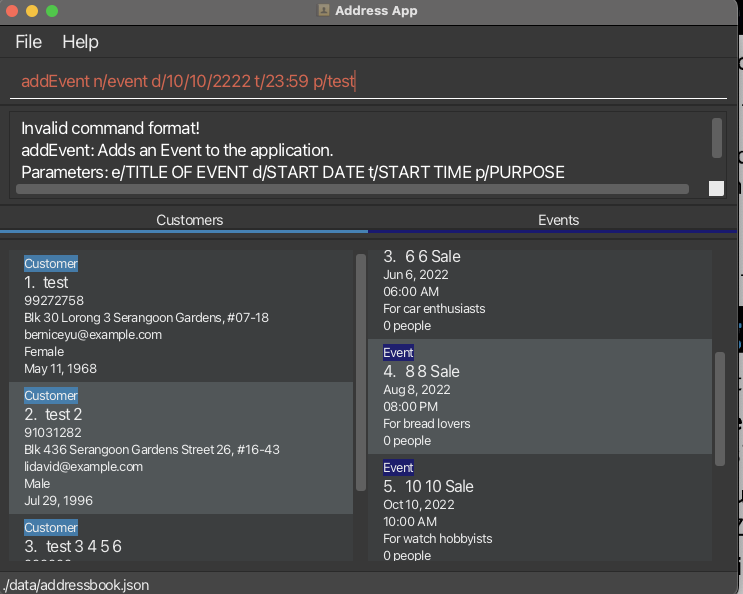 Address App
File Help
addEvent n/event d/10/10/2222 t/23:59 p/test
Invalid command format!
addEvent: Adds an Event to the application.
Parameters: e/TITLE OF EVENT d/START DATE t/START TIME p/PURPOSE
Customers
Events
Customer
1. test
99272758
Blk 30 Lorong 3 Serangoon Gardens, #07-18
berniceyu@example.com
Female
May 11, 1968
Customer
2. test 2
91031282
Blk 436 Serangoon Gardens Street 26, #16-43
lidavid@example.com
Male
Jul 29, 1996
Customer
3. test 3 4 5 6
3. 6 6 Sale
Jun 6, 2022
06:00 AM
For car enthusiasts
0 people
Event
4. 8 8 Sale
Aug 8, 2022
08:00 PM
For bread lovers
0 people
Event
5. 10 10 Sale
Oct 10, 2022
10:00 AM
For watch hobbyists
0 people
./data/addressbook.json